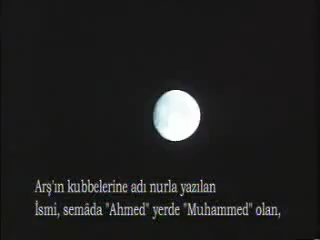 Arş'ın kubbelerine adı nurla yazılan
İsmi, semâda "Ahmed" yerde "Muhammed" olan,